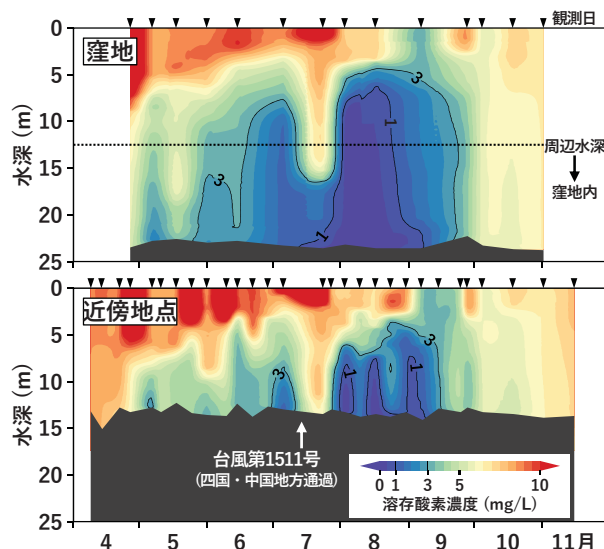 観測日
窪地
0
5
10
15
20
25
水深 (m)
3
3
1
1
周辺水深
窪地内
近傍地点
0
5
10
15
20
25
水深 (m)
3
1
1
3
台風第1511号
(四国・中国地方通過)
0 1 3 5 10
溶存酸素濃度 (mg/L)
4 5 6 7 8 9 10 11月